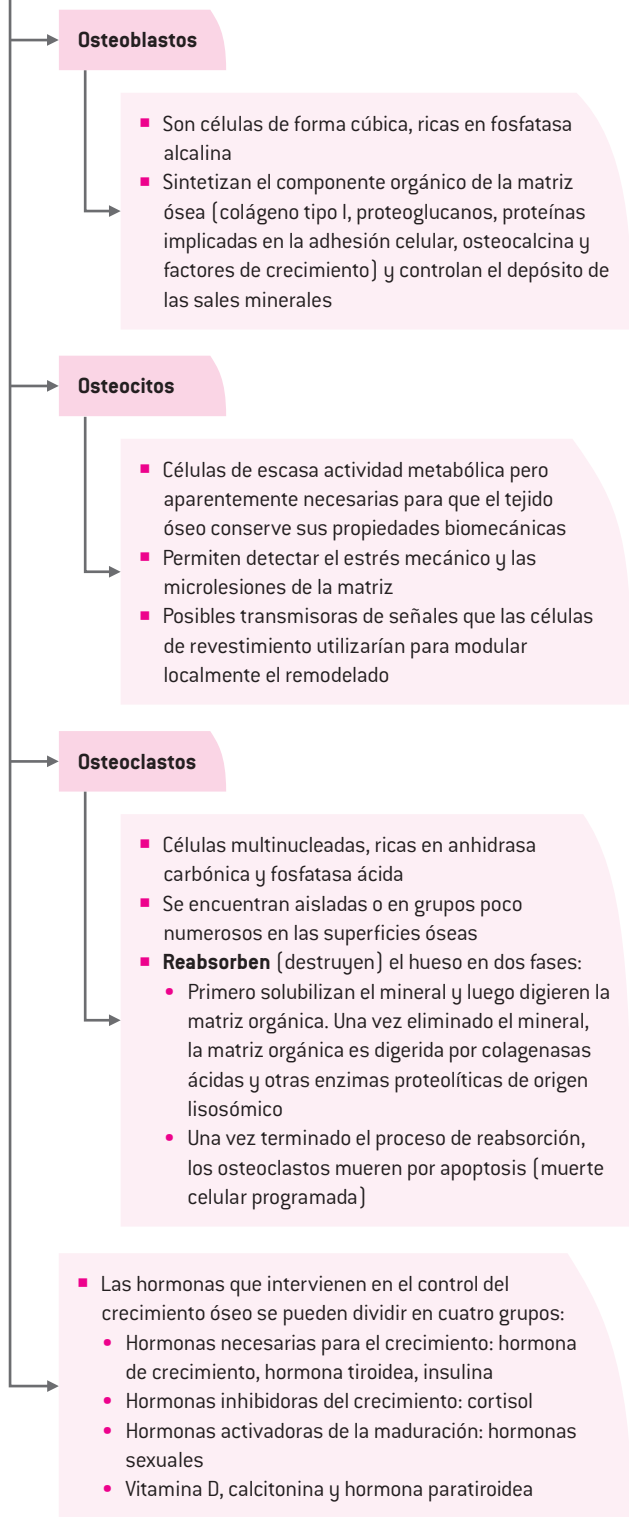 Osteoblastos
▪ Son células de forma cúbica, ricas en fosfatasa
alcalina
▪ Sintetizan el componente orgánico de la matriz
ósea (colágeno tipo I, proteoglucanos, proteínas
implicadas en la adhesión celular, osteocalcina y
factores de crecimiento) y controlan el depósito de
las sales minerales
Osteocitos
▪ Células de escasa actividad metabólica pero
aparentemente necesarias para que el tejido
óseo conserve sus propiedades biomecánicas
▪ Permiten detectar el estrés mecánico y las
microlesiones de la matriz
▪ Posibles transmisoras de señales que las células
de revestimiento utilizarían para modular
localmente el remodelado
Osteoclastos
▪ Células multinucleadas, ricas en anhidrasa
carbónica y fosfatasa ácida
▪ Se encuentran aisladas o en grupos poco
numerosos en las superficies óseas
▪ Reabsorben (destruyen) el hueso en dos fases:
• Primero solubilizan el mineral y luego digieren la
matriz orgánica. Una vez eliminado el mineral,
la matriz orgánica es digerida por colagenasas
ácidas y otras enzimas proteolíticas de origen
lisosómico
• Una vez terminado el proceso de reabsorción,
los osteoclastos mueren por apoptosis (muerte
celular programada)
▪ Las hormonas que intervienen en el control del
crecimiento óseo se pueden dividir en cuatro grupos:
• Hormonas necesarias para el crecimiento: hormona
de crecimiento, hormona tiroidea, insulina
• Hormonas inhibidoras del crecimiento: cortisol
• Hormonas activadoras de la maduración: hormonas
sexuales
• Vitamina D, calcitonina y hormona paratiroidea